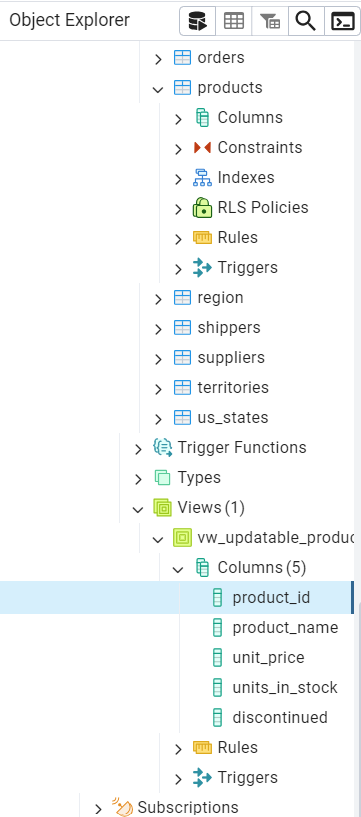 Object Explorer
orders
products
Columns
Constraints
Indexes
RLS Policies
Rules
Triggers
region
shippers
suppliers
territories
us_states
Trigger Functions
Types
Views (1)
vw_updatable_produc
Columns (5)
product_id
product_name
unit_price
units_in_stock
discontinued
Rules
Triggers
Subscriptions